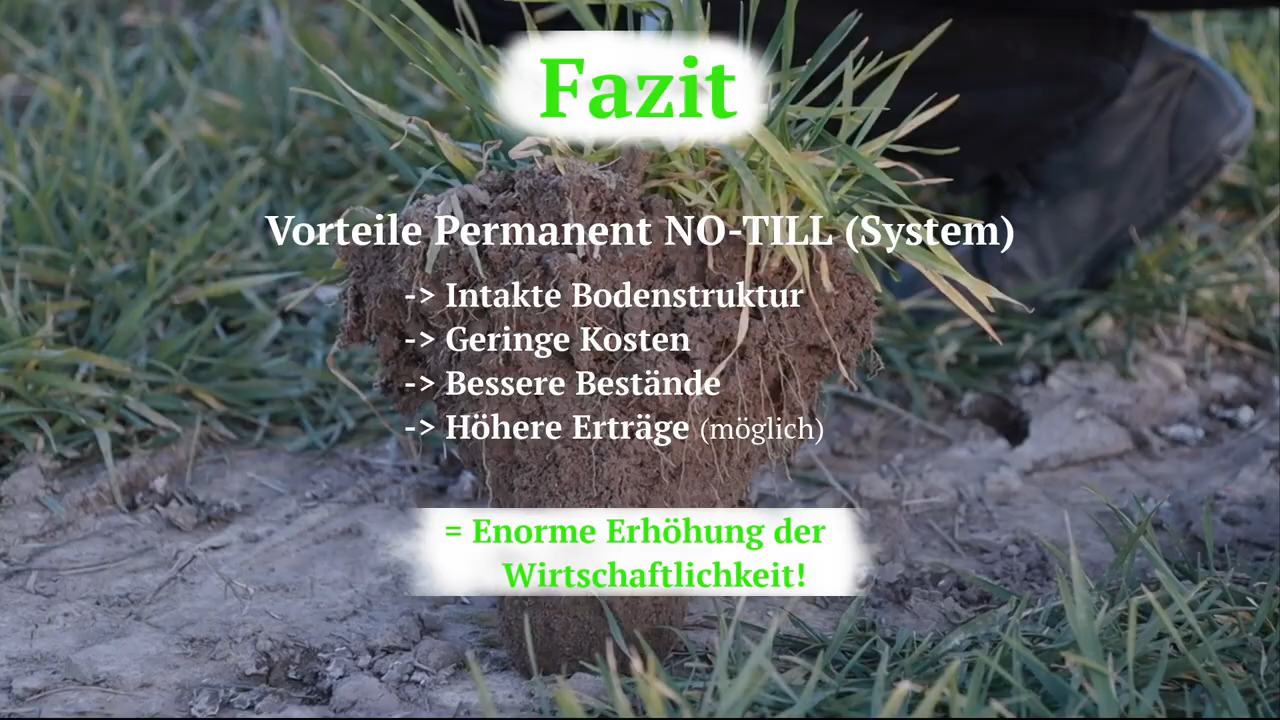 Fazit
Vorteile Permanent NO-TILL (System)
-> Intakte Bodenstruktur
-> Geringe Kosten
-> Bessere Bestände
-> Höhere Erträge (möglich)
= Enorme Erhöhung der
Wirtschaftlichkeit!